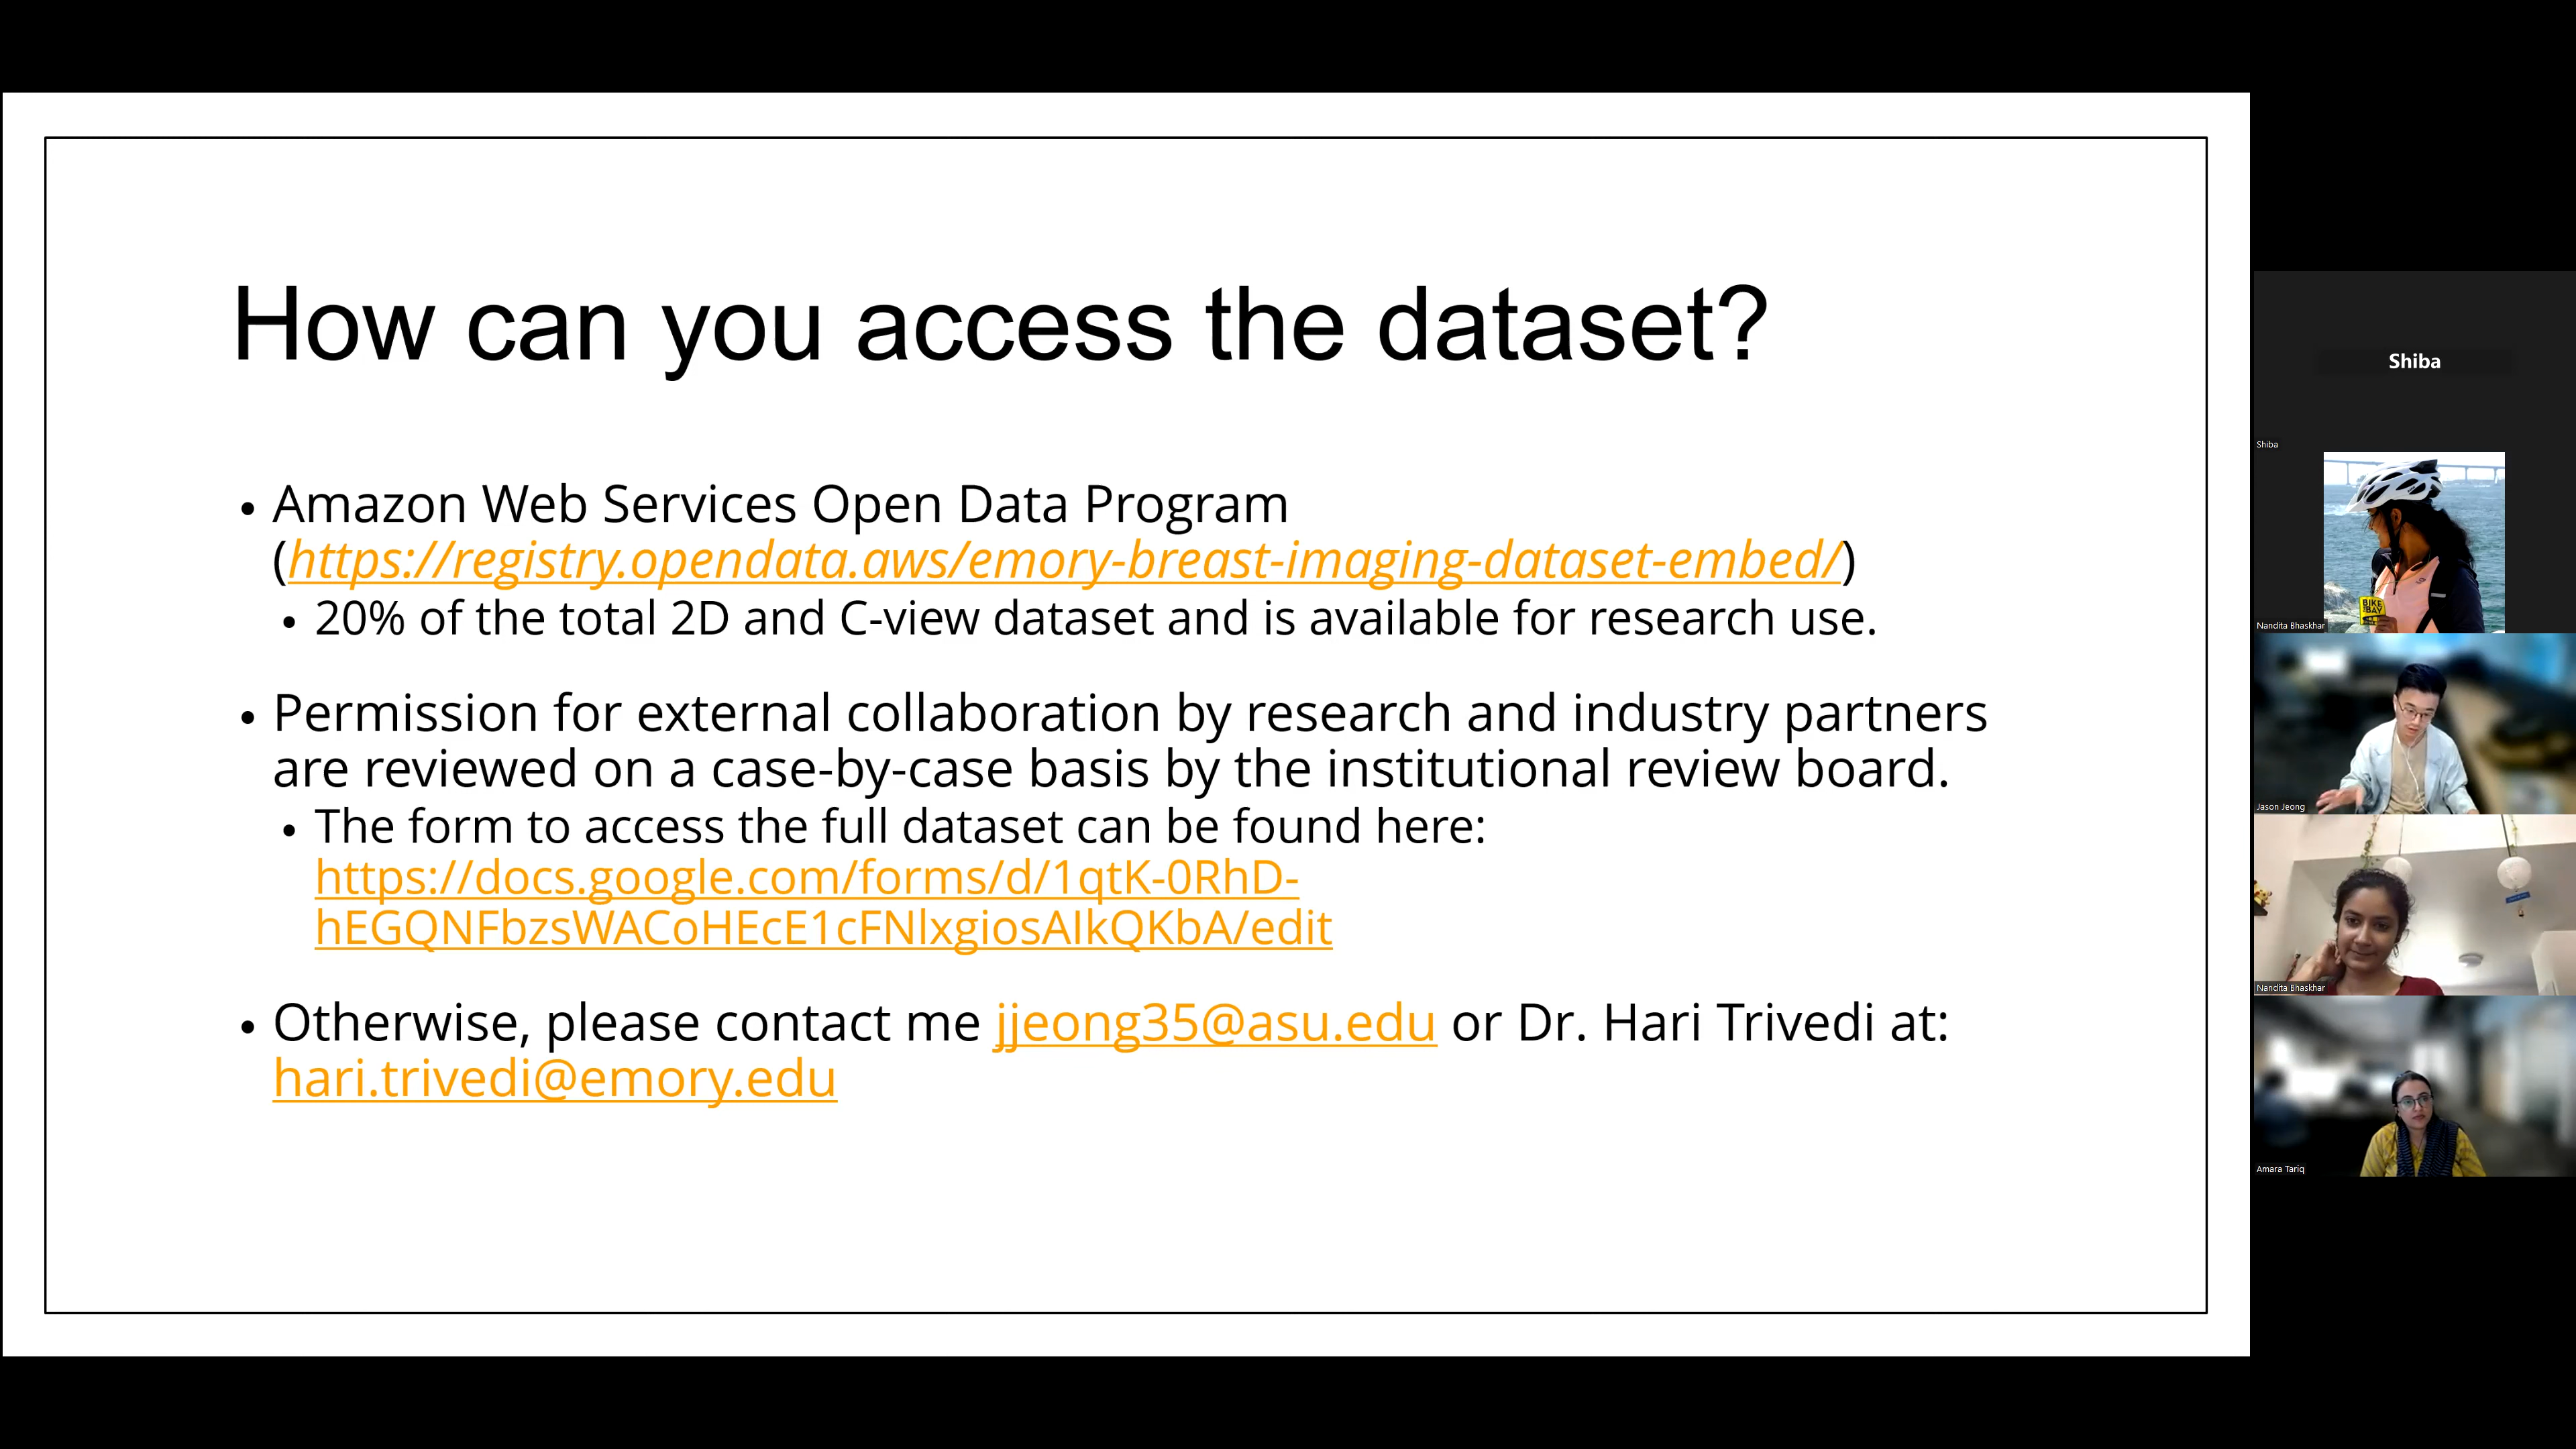 How can you access the dataset?
• Amazon Web Services Open Data Program
(https://registry.opendata.aws/emory-breast-imaging-dataset-embed/)
• 20% of the total 2D and C-view dataset and is available for research use.
• Permission for external collaboration by research and industry partners
are reviewed on a case-by-case basis by the institutional review board.
• The form to access the full dataset can be found here:
https://docs.google.com/forms/d/1qtK-0RhD-
hEGQNFbzsWACoHEcE1cFNlxgiosAIkQKbA/edit
• Otherwise, please contact me jjeong35@asu.edu or Dr. Hari Trivedi at:
hari.trivedi@emory.edu
Shiba
Shiba
BIKE
THE
BAY
Nandita Bhaskhar
Jason Jeong
Nandita Bhaskhar
Amara Tariq